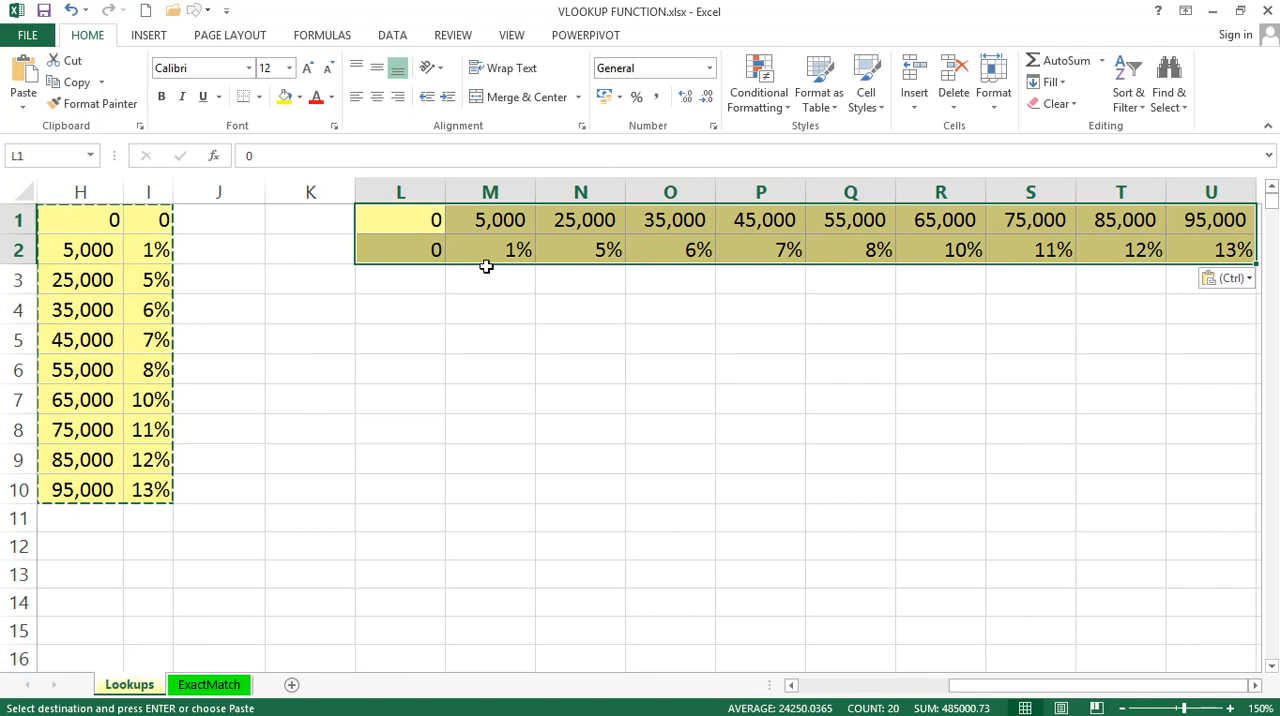 VLOOKUP FUNCTION.xlsx - Excel
FILE HOME INSERT PAGE LAYOUT FORMULAS DATA REVIEW VIEW POWERPIVOT Sign in
Paste Cut Copy Format Painter Clipboard
Calibri 12 B I U A Font
Wrap Text Merge & Center Alignment
General % , Number
Conditional Formatting Format as Table Cell Styles Styles
Insert Delete Format Cells
AutoSum Fill Clear Sort & Filter Find & Select Editing
L1 fx 0
H I J K L M N O P Q R S T U
1 0 0 0 5,000 25,000 35,000 45,000 55,000 65,000 75,000 85,000 95,000
2 5,000 1% 0 1% 5% 6% 7% 8% 10% 11% 12% 13%
3 25,000 5% (Ctrl)
4 35,000 6%
5 45,000 7%
6 55,000 8%
7 65,000 10%
8 75,000 11%
9 85,000 12%
10 95,000 13%
11
12
13
14
15
16
Lookups ExactMatch
Select destination and press ENTER or choose Paste AVERAGE: 24250.0365 COUNT: 20 SUM: 485000.73 150%